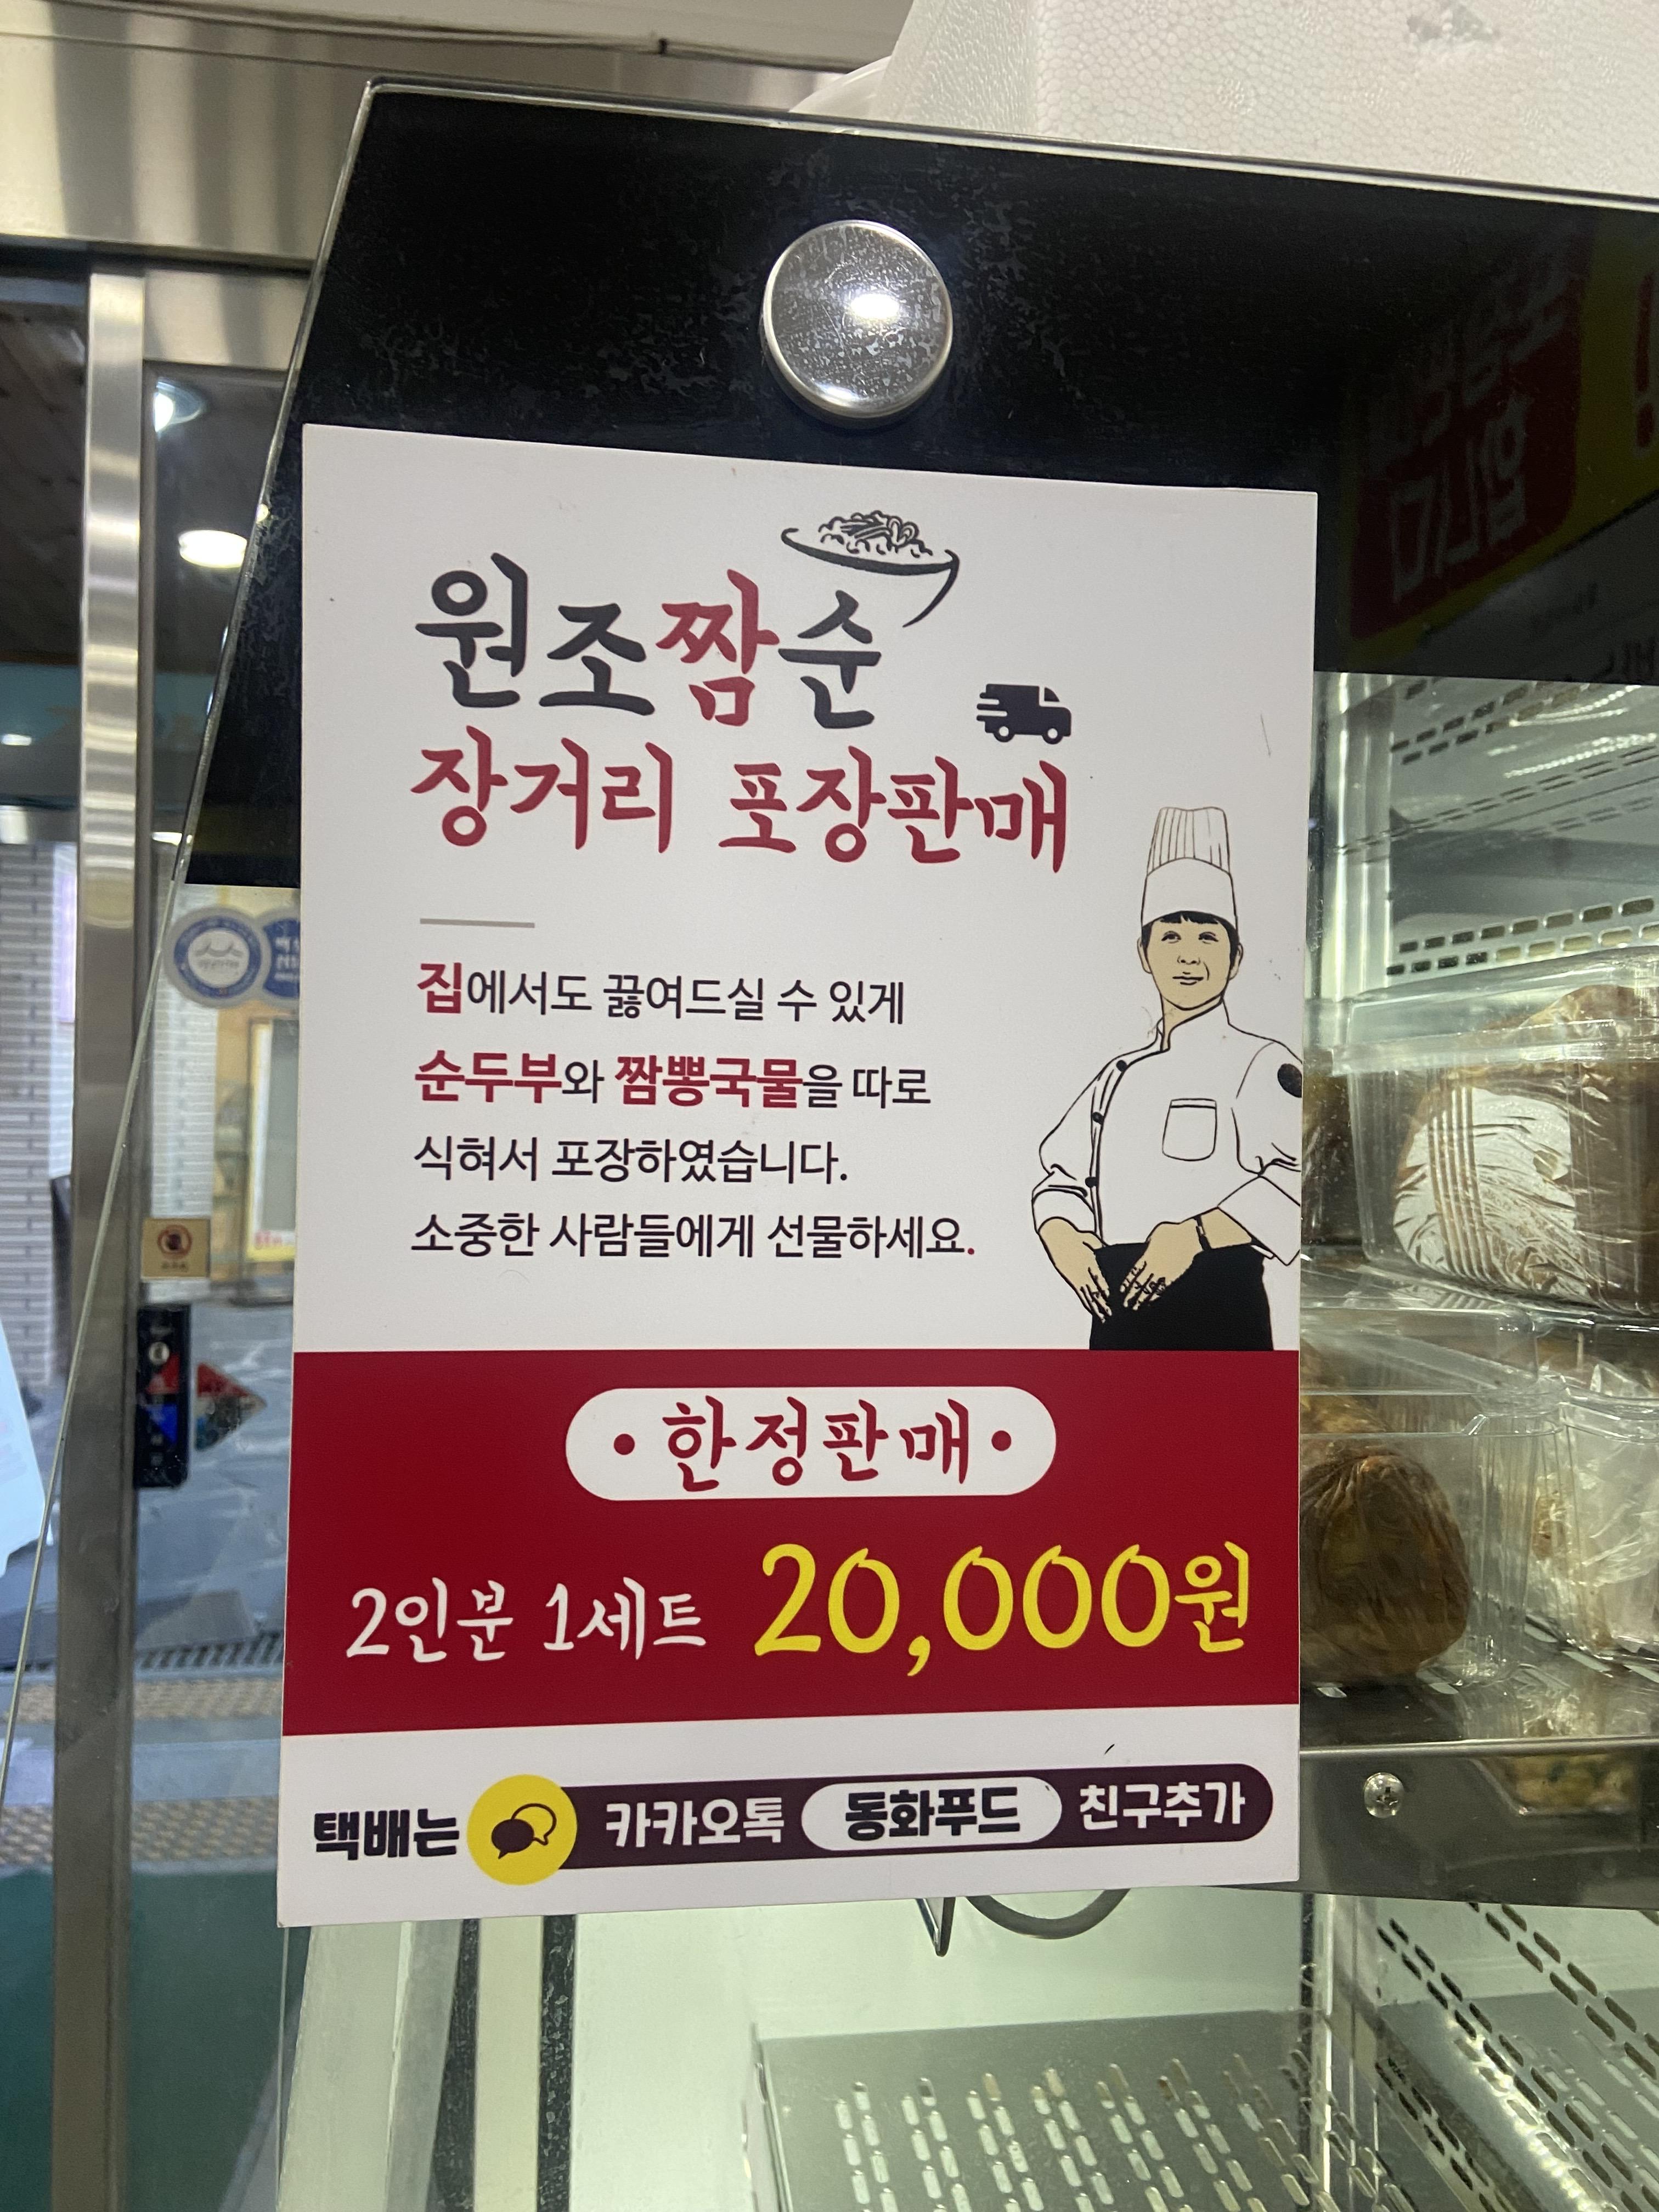 원조짬순
장거리 포장판매
집에서도 끓여드실 수 있게
순두부와 짬뽕국물을 따로
식혀서 포장하였습니다.
소중한 사람들에게 선물하세요.
• 한정판매 •
2인분 1세트 20,000원
택배는 카카오톡 동화푸드 친구추가